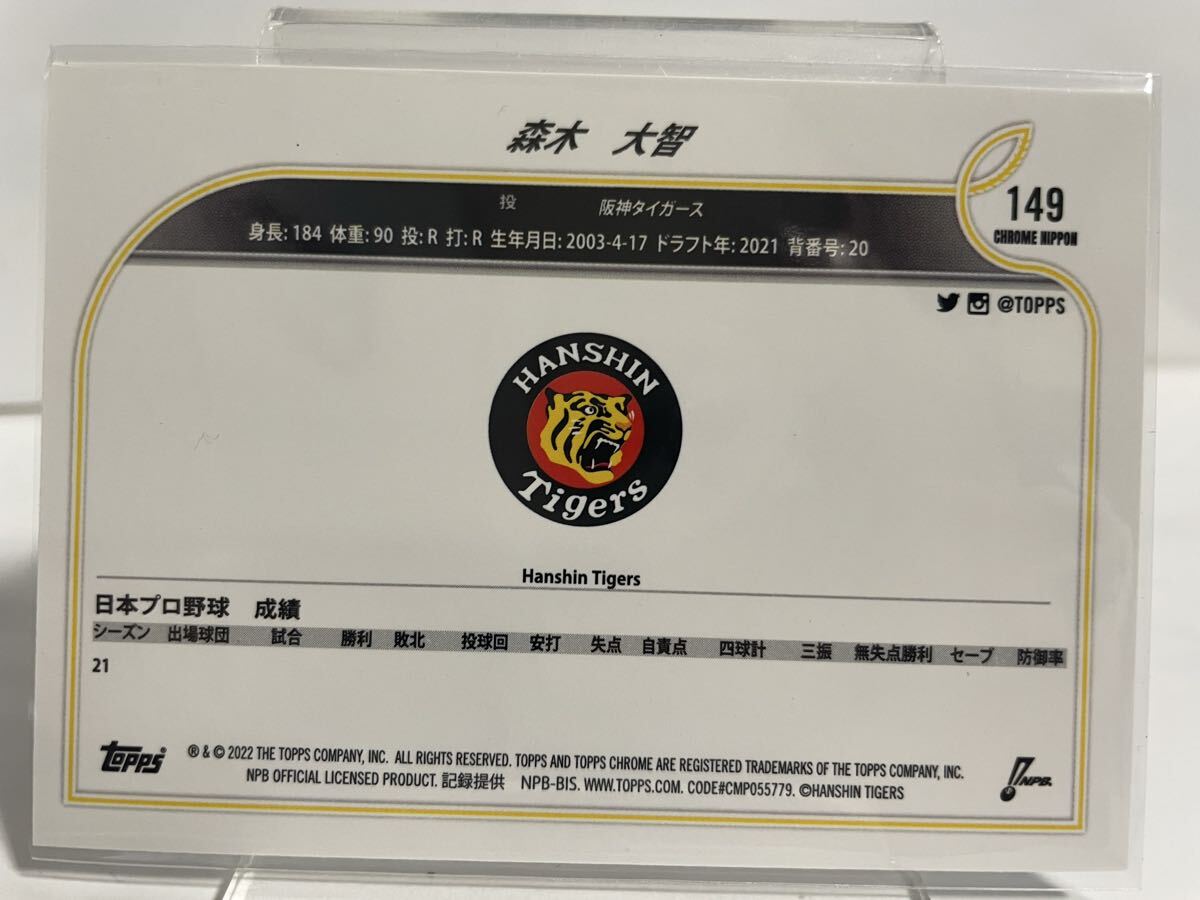 森木 大智
149
CHROME NIPPON
投 阪神タイガース
身長: 184 体重: 90 投: R 打: R 生年月日: 2003-4-17 ドラフト年: 2021 背番号: 20
@TOPPS
HANSHIN
Tigers
Hanshin Tigers
日本プロ野球 成績
シーズン 出場球団 試合 勝利 敗北 投球回 安打 失点 自責点 四球計 三振 無失点勝利 セーブ 防御率
21
Topps
® & © 2022 THE TOPPS COMPANY, INC. ALL RIGHTS RESERVED. TOPPS AND TOPPS CHROME ARE REGISTERED TRADEMARKS OF THE TOPPS COMPANY, INC.
NPB OFFICIAL LICENSED PRODUCT. 記録提供 NPB-BIS. WWW.TOPPS.COM. CODE#CMP055779. ©HANSHIN TIGERS
NPB.